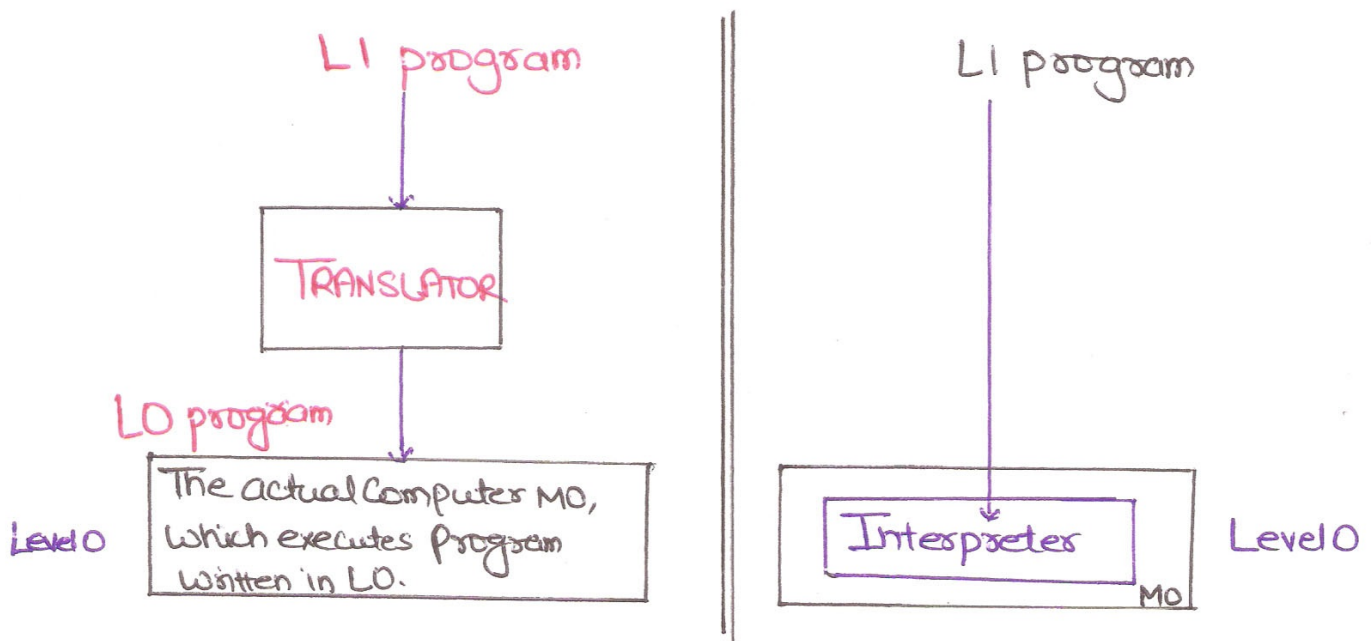 L1 program
TRANSLATOR
L0 program
The actual Computer M0,
which executes Program
written in L0.
Level 0
L1 program
Interpreter
M0
Level 0